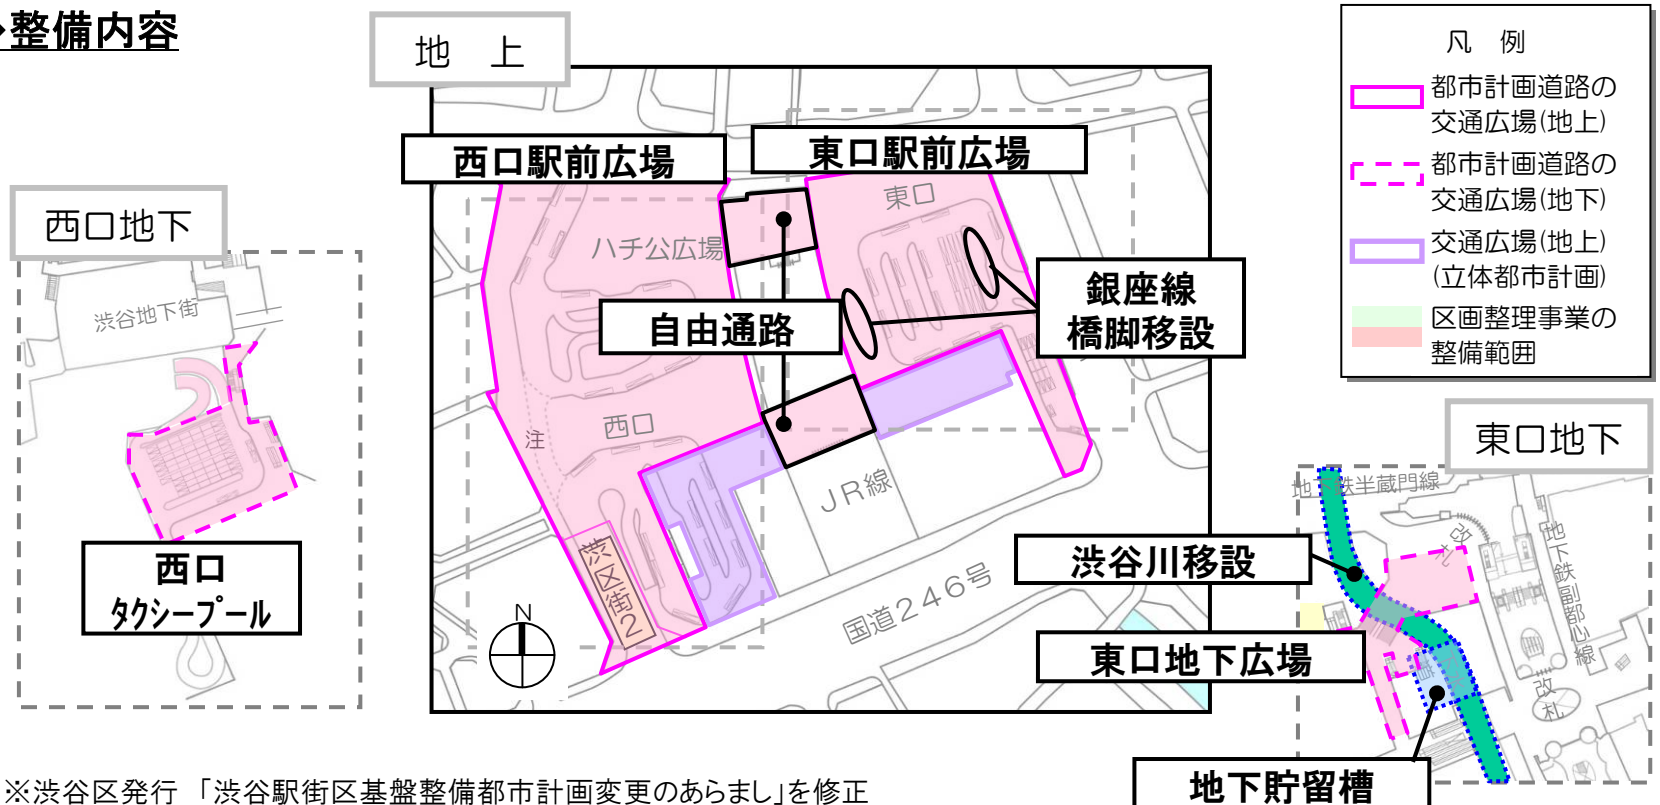 整備内容
地 上
凡 例
都市計画道路の
交通広場(地上)
都市計画道路の
交通広場(地下)
交通広場(地上)
(立体都市計画)
区画整理事業の
整備範囲
西口駅前広場
東口駅前広場
東口
ハチ公広場
銀座線
橋脚移設
自由通路
西口
注
JR線
国道246号
渋区街2
N
西口地下
渋谷地下街
西口
タクシープール
東口地下
地下鉄半蔵門線
改札
地下鉄副都心線
渋谷川移設
東口地下広場
改札
地下貯留槽
※渋谷区発行 「渋谷駅街区基盤整備都市計画変更のあらまし」を修正